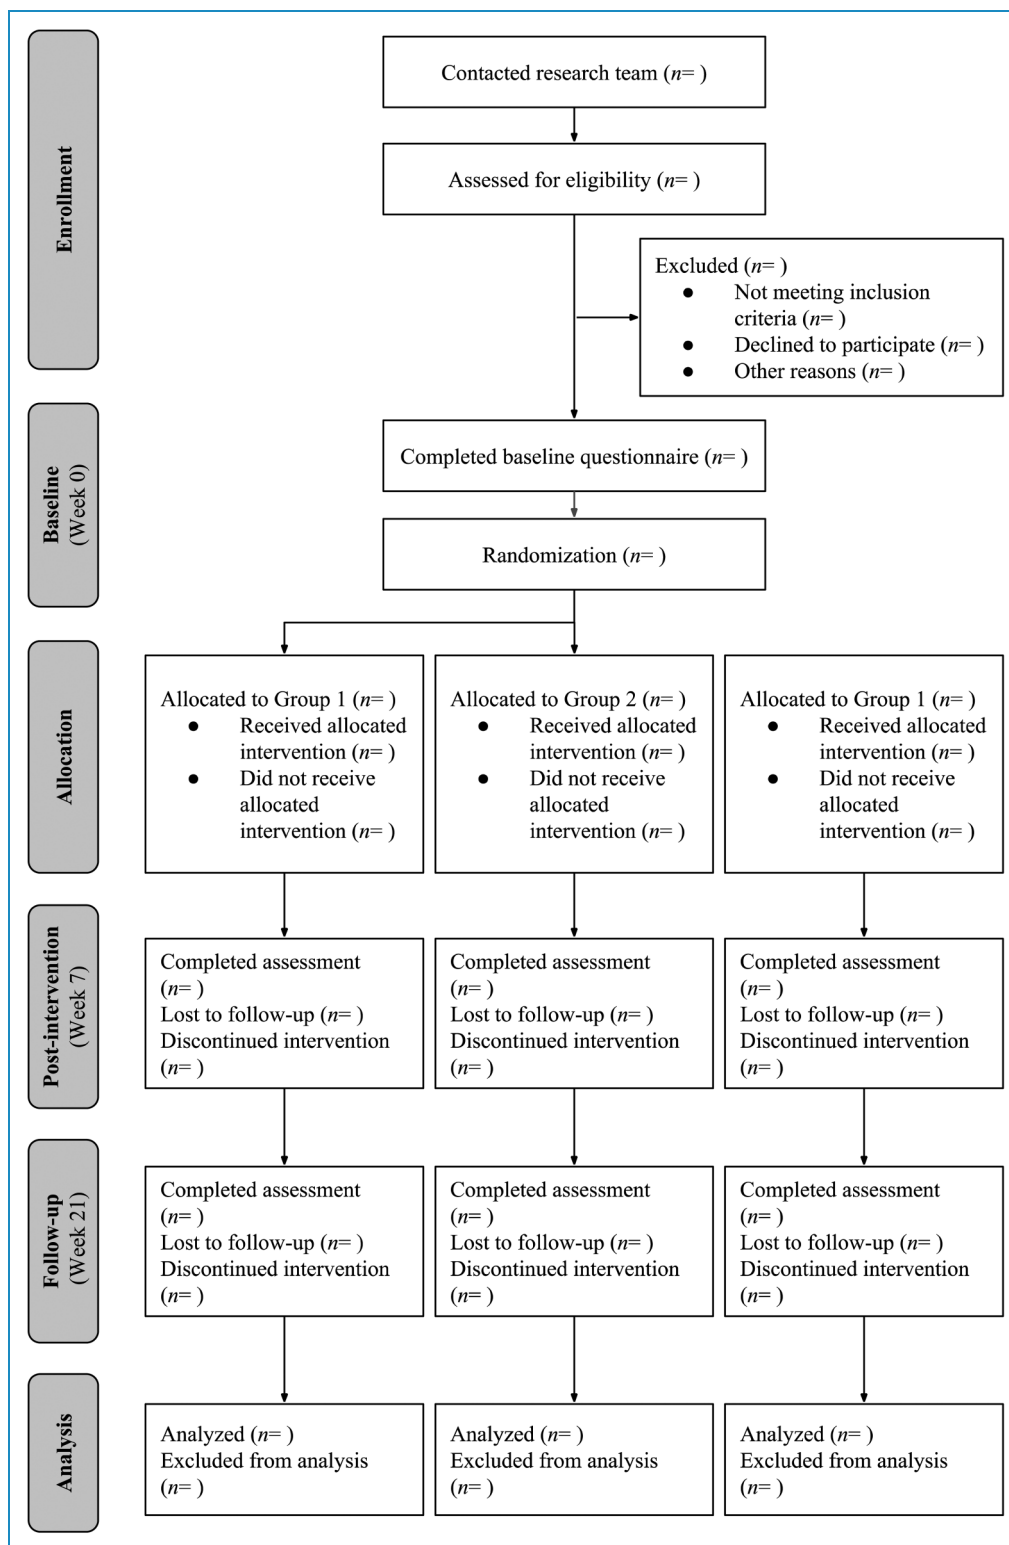 Enrollment
Contacted research team (n= )
Assessed for eligibility (n= )
Excluded (n= )
● Not meeting inclusion
criteria (n= )
● Declined to participate (n= )
● Other reasons (n= )
Baseline
(Week 0)
Completed baseline questionnaire (n= )
Randomization (n= )
Allocation
Allocated to Group 1 (n= )
● Received allocated
intervention (n= )
● Did not receive
allocated
intervention (n= )
Allocated to Group 2 (n= )
● Received allocated
intervention (n= )
● Did not receive
allocated
intervention (n= )
Allocated to Group 1 (n= )
● Received allocated
intervention (n= )
● Did not receive
allocated
intervention (n= )
Post-intervention
(Week 7)
Completed assessment
(n= )
Lost to follow-up (n= )
Discontinued intervention
(n= )
Completed assessment
(n= )
Lost to follow-up (n= )
Discontinued intervention
(n= )
Completed assessment
(n= )
Lost to follow-up (n= )
Discontinued intervention
(n= )
Follow-up
(Week 21)
Completed assessment
(n= )
Lost to follow-up (n= )
Discontinued intervention
(n= )
Completed assessment
(n= )
Lost to follow-up (n= )
Discontinued intervention
(n= )
Completed assessment
(n= )
Lost to follow-up (n= )
Discontinued intervention
(n= )
Analysis
Analyzed (n= )
Excluded from analysis
(n= )
Analyzed (n= )
Excluded from analysis
(n= )
Analyzed (n= )
Excluded from analysis
(n= )